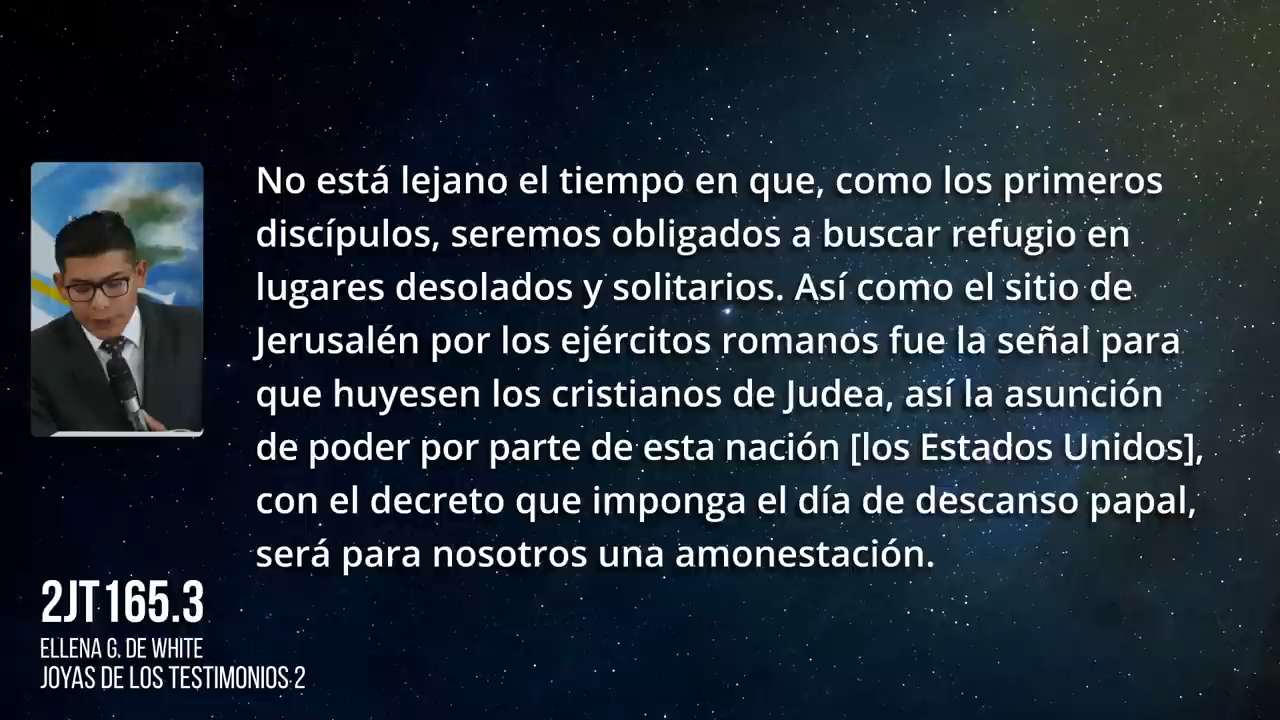 No está lejano el tiempo en que, como los primeros
discípulos, seremos obligados a buscar refugio en
lugares desolados y solitarios. Así como el sitio de
Jerusalén por los ejércitos romanos fue la señal para
que huyesen los cristianos de Judea, así la asunción
de poder por parte de esta nación [los Estados Unidos],
con el decreto que imponga el día de descanso papal,
será para nosotros una amonestación.
2JT 165.3
ELLENA G. DE WHITE
JOYAS DE LOS TESTIMONIOS 2